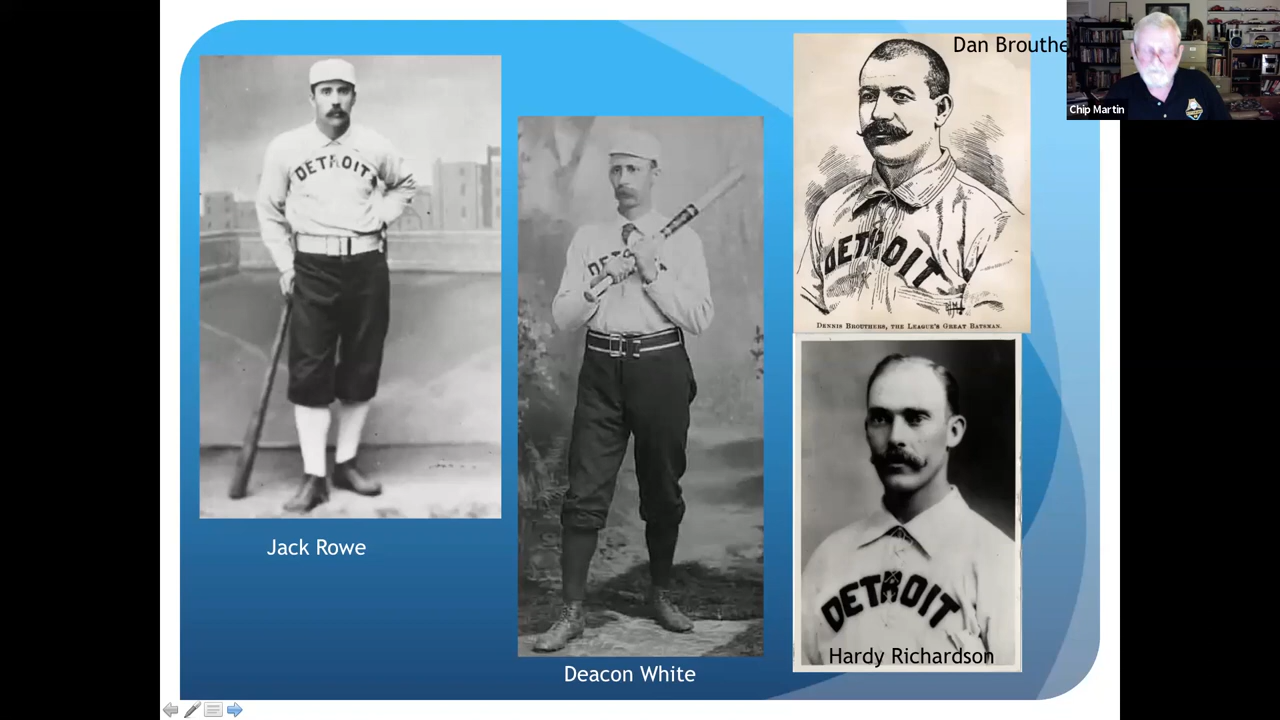 Dan Brouthe
Chip Martin
DETROIT
DETROIT
DENNIS BROUTHERS, THE LEAGUE'S GREAT BATSMAN.
Jack Rowe
Deacon White
DETROIT
Hardy Richardson